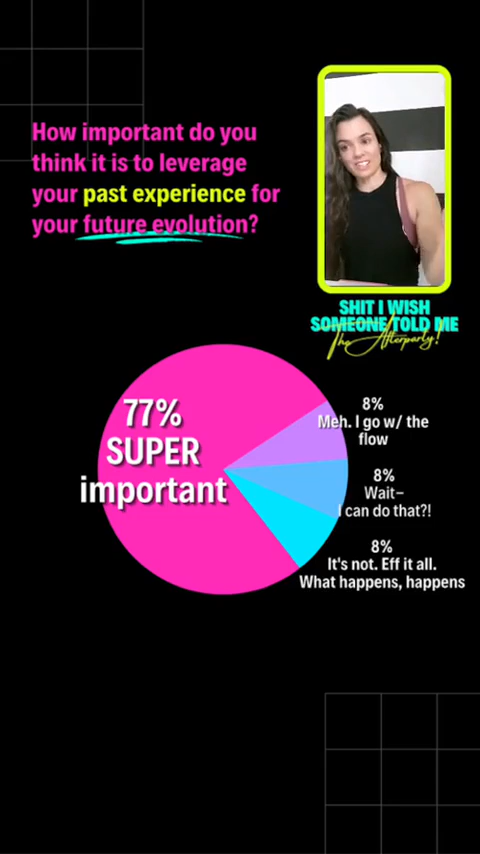 How important do you
think it is to leverage
your past experience for
your future evolution?
SHIT I WISH
SOMEONE TOLD ME
The Afterparty!
77%
SUPER
important
8%
Meh. I go w/ the
flow
8%
Wait–
I can do that?!
8%
It's not. Eff it all.
What happens, happens